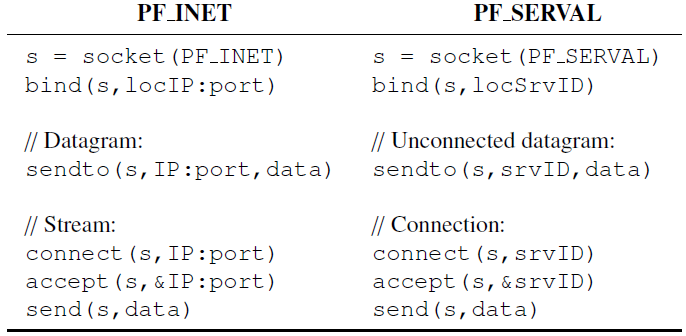 PF_INET PF_SERVAL
s = socket(PF_INET) s = socket(PF_SERVAL)
bind(s,locIP:port) bind(s,locSrvID)
// Datagram: // Unconnected datagram:
sendto(s,IP:port,data) sendto(s,srvID,data)
// Stream: // Connection:
connect(s,IP:port) connect(s,srvID)
accept(s,&IP:port) accept(s,&srvID)
send(s,data) send(s,data)